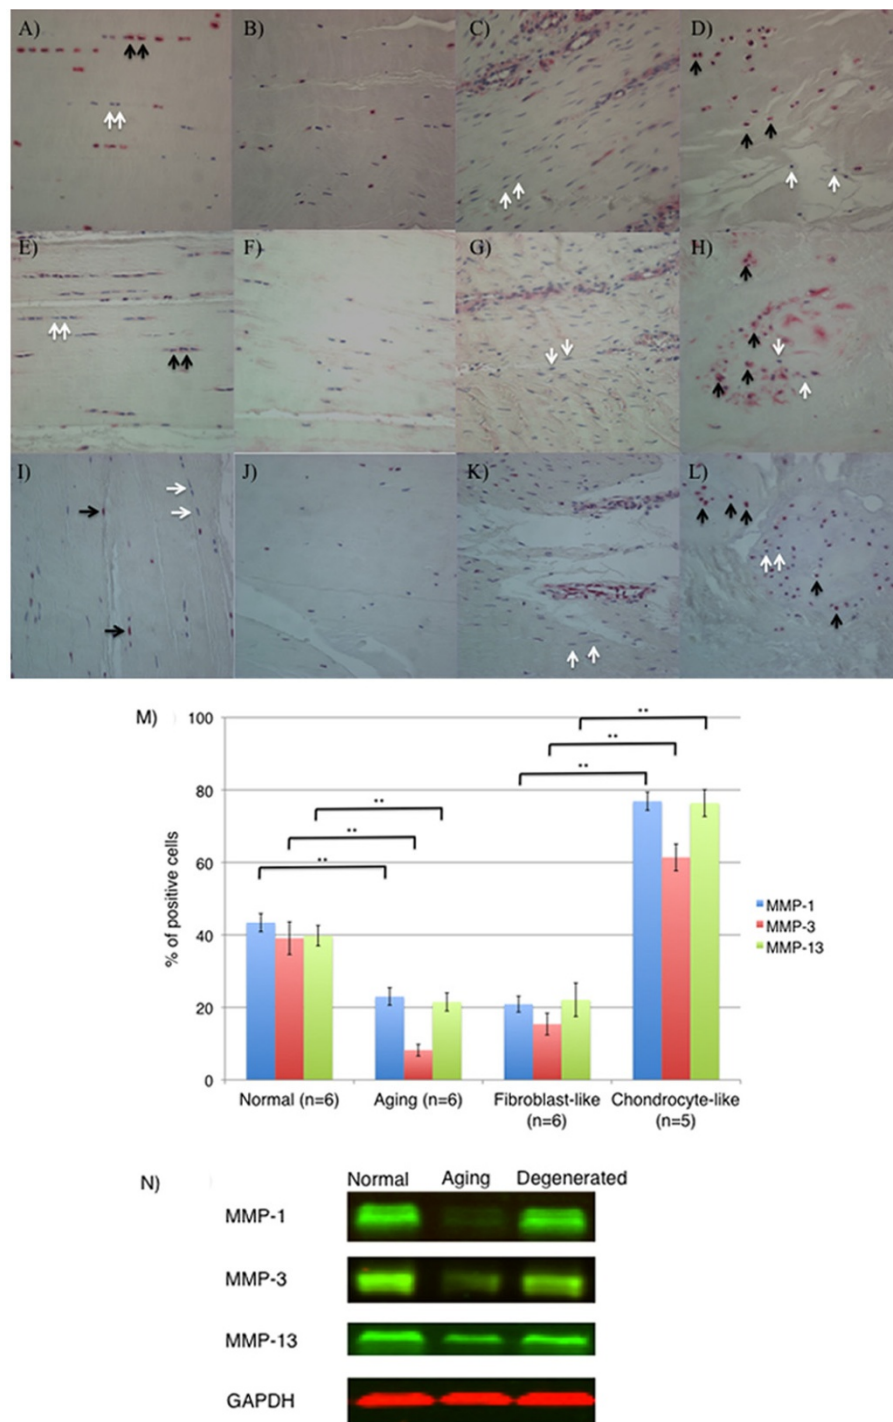 A)
B)
C)
D)
E)
F)
G)
H)
I)
J)
K)
L)
M)
100
80
60
40
20
0
% of positive cells
**
**
**
**
**
**
MMP-1
MMP-3
MMP-13
Normal (n=6)
Aging (n=6)
Fibroblast-like
(n=6)
Chondrocyte-like
(n=5)
N)
Normal Aging Degenerated
MMP-1
MMP-3
MMP-13
GAPDH